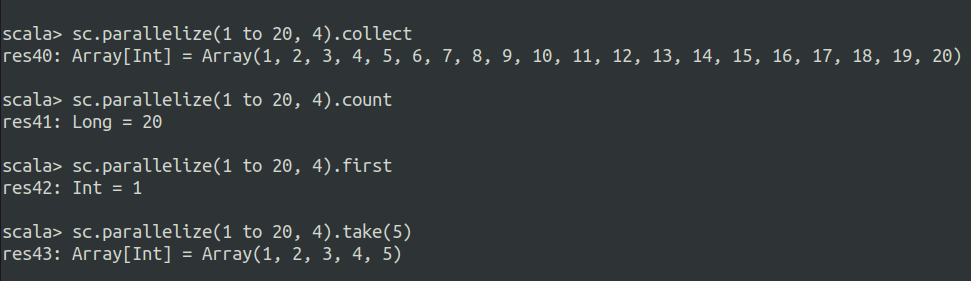 scala> sc.parallelize(1 to 20, 4).collect
res40: Array[Int] = Array(1, 2, 3, 4, 5, 6, 7, 8, 9, 10, 11, 12, 13, 14, 15, 16, 17, 18, 19, 20)
scala> sc.parallelize(1 to 20, 4).count
res41: Long = 20
scala> sc.parallelize(1 to 20, 4).first
res42: Int = 1
scala> sc.parallelize(1 to 20, 4).take(5)
res43: Array[Int] = Array(1, 2, 3, 4, 5)